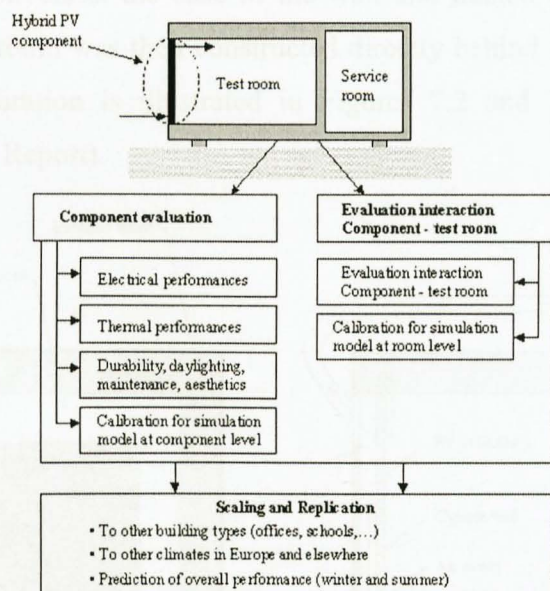 Hybrid PV
component
Test room
Service
room
Component evaluation
Electrical performances
Thermal performances
Durability, daylighting,
maintenance, aesthetics
Calibration for simulation
model at component level
Evaluation interaction
Component - test room
Evaluation interaction
Component - test room
Calibration for simulation
model at room level
Scaling and Replication
• To other building types (offices, schools,...)
• To other climates in Europe and elsewhere
• Prediction of overall performance (winter and summer)